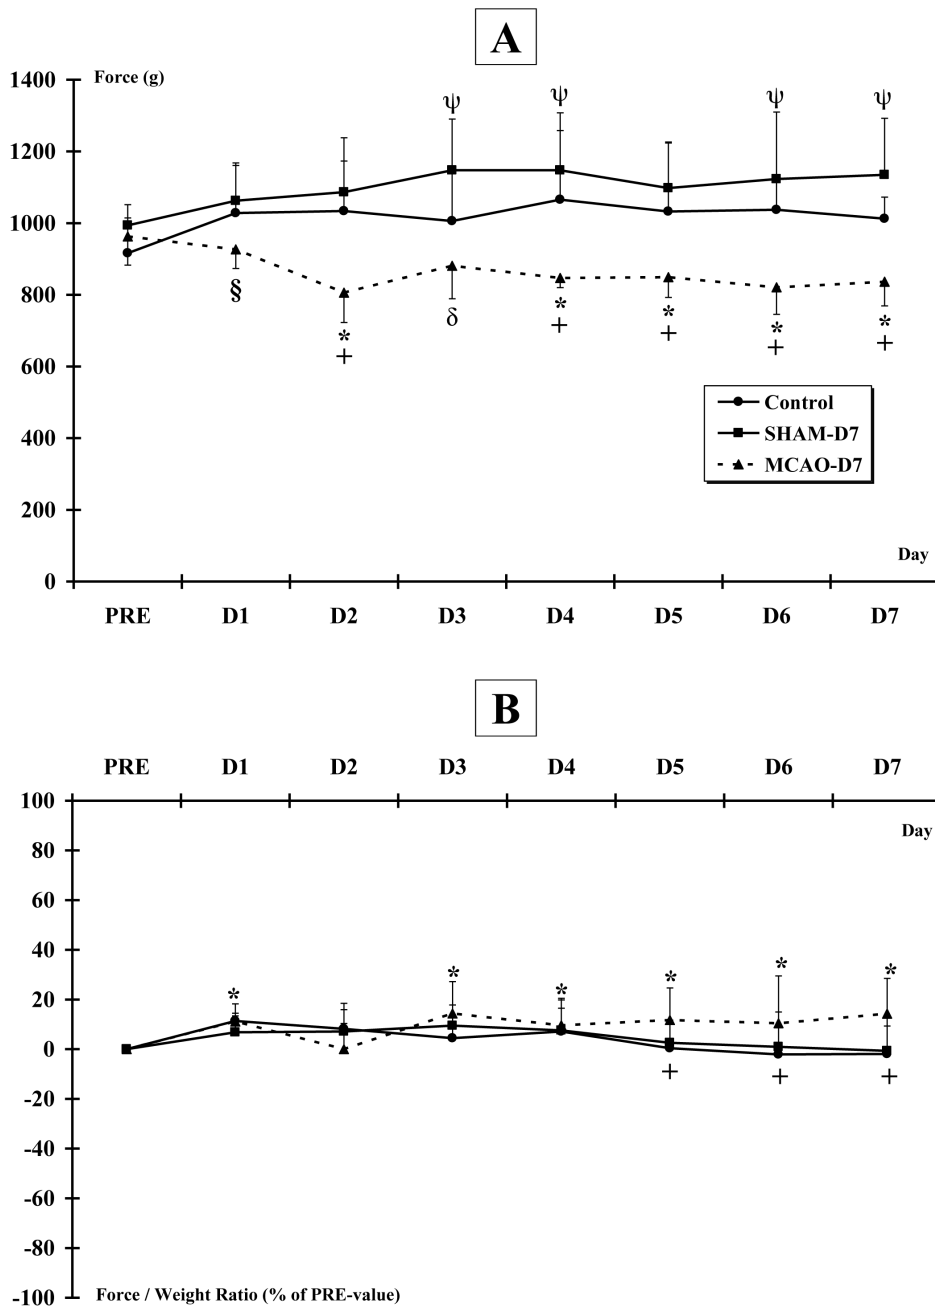 A
Force (g)
1400
1200
1000
800
600
400
200
0
ψ ψ ψ ψ
§ δ * * * *
* + + + +
+
Control
SHAM-D7
MCAO-D7
Day
PRE D1 D2 D3 D4 D5 D6 D7
B
PRE D1 D2 D3 D4 D5 D6 D7
100
Day
80
60
40
20
0
-20
-40
-60
-80
-100
* * * * * *
+ + +
Force / Weight Ratio (% of PRE-value)